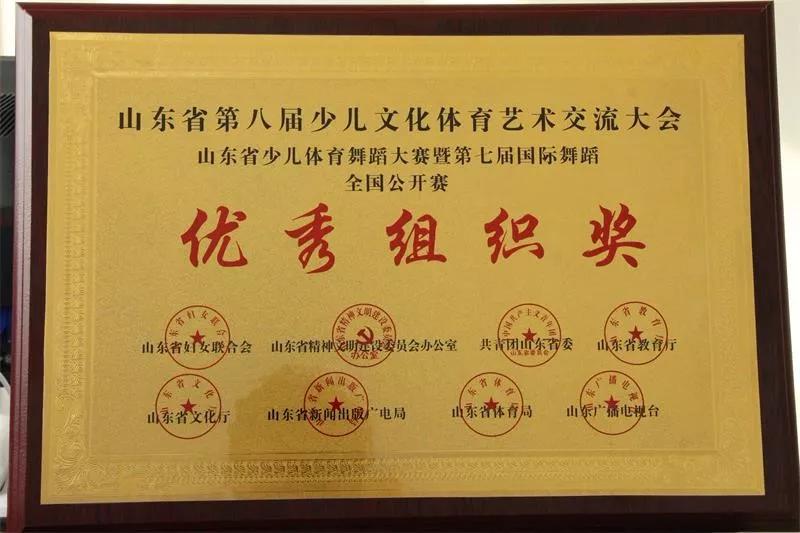 山东省第八届少儿文化体育艺术交流大会
山东省少儿体育舞蹈大赛暨第七届国际舞蹈
全国公开赛
优秀组织奖
山东省妇女联合会 山东省精神文明建设委员会办公室 共青团山东省委 山东省教育厅
山东省文化厅 山东省新闻出版广电局 山东省体育局 山东广播电视台